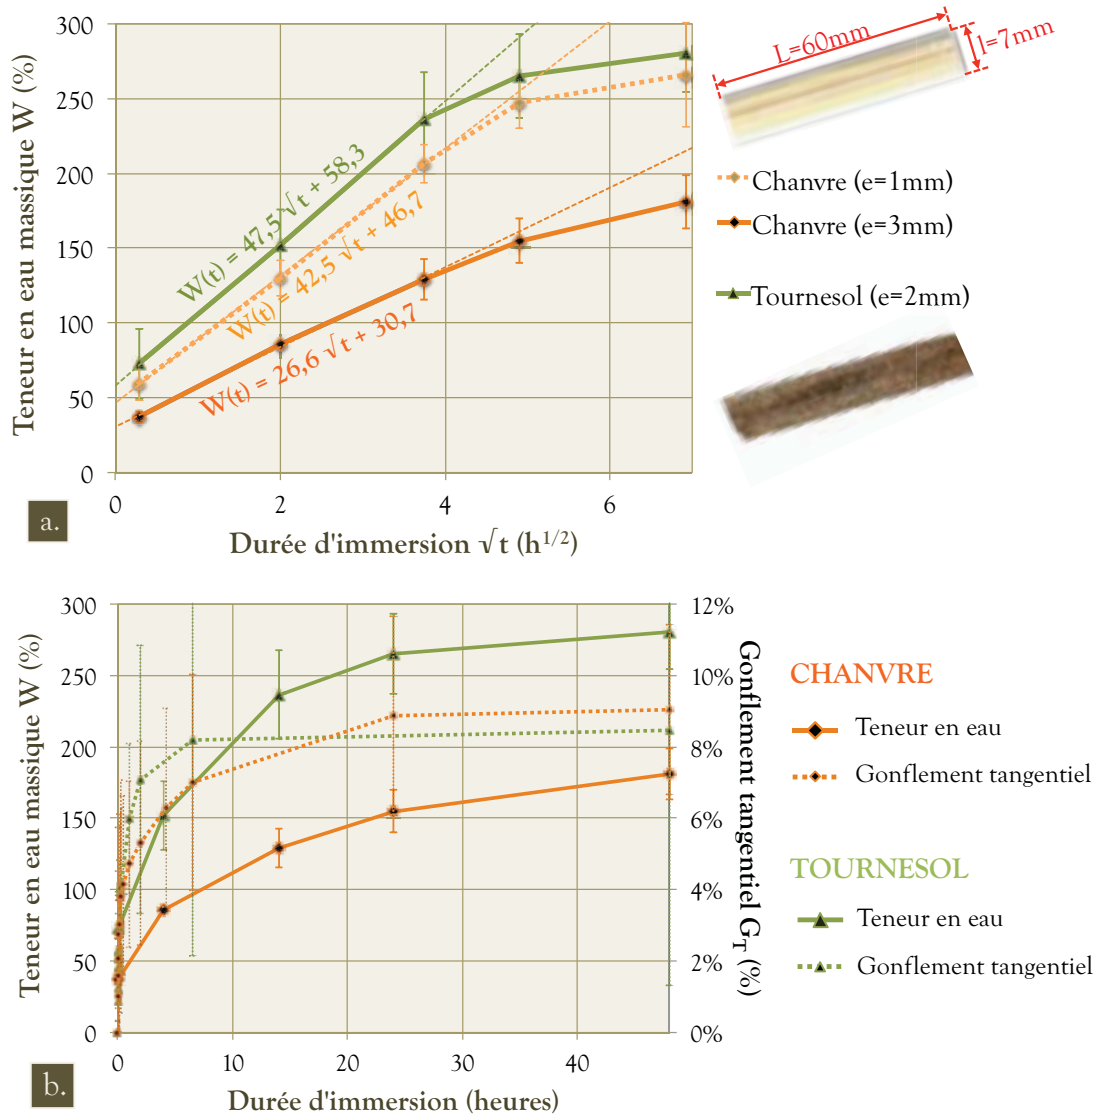 Teneur en eau massique W (%)
300
250
200
150
100
50
0
0
2
4
6
W(t) = 47,5 √t + 58,3
W(t) = 42,5 √t + 46,7
W(t) = 26,6 √t + 30,7
a.
Durée d'immersion √t (h1/2)
L=60mm
l=7mm
Chanvre (e=1mm)
Chanvre (e=3mm)
Tournesol (e=2mm)
Teneur en eau massique W (%)
300
250
200
150
100
50
0
0
10
20
30
40
12%
10%
8%
6%
4%
2%
0%
Gonflement tangentiel GT (%)
b.
Durée d'immersion (heures)
CHANVRE
Teneur en eau
Gonflement tangentiel
TOURNESOL
Teneur en eau
Gonflement tangentiel